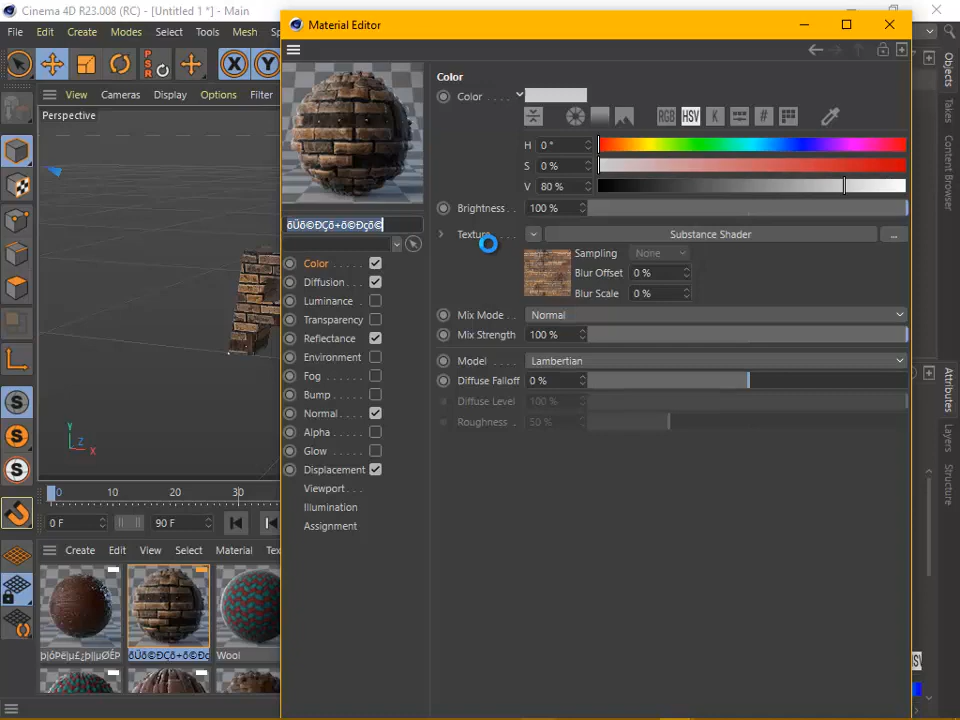 Cinema 4D R23.008 (RC) - [Untitled 1 *] - Main
File Edit Create Modes Select Tools Mesh
View Cameras Display Options Filter
Perspective
Y
Z
X
0 10 20 30
0 F 90 F
Create Edit View Select Material
Wool
Material Editor
Color
Diffusion
Luminance
Transparency
Reflectance
Environment
Fog
Bump
Normal
Alpha
Glow
Displacement
Viewport
Illumination
Assignment
Color
Color
RGB HSV K #
H 0 °
S 0 %
V 80 %
Brightness 100 %
Texture Substance Shader ...
Sampling None
Blur Offset 0 %
Blur Scale 0 %
Mix Mode Normal
Mix Strength 100 %
Model Lambertian
Diffuse Falloff 0 %
Diffuse Level 100 %
Roughness 50 %
Objects
Takes
Content Browser
Attributes
Layers
Structure